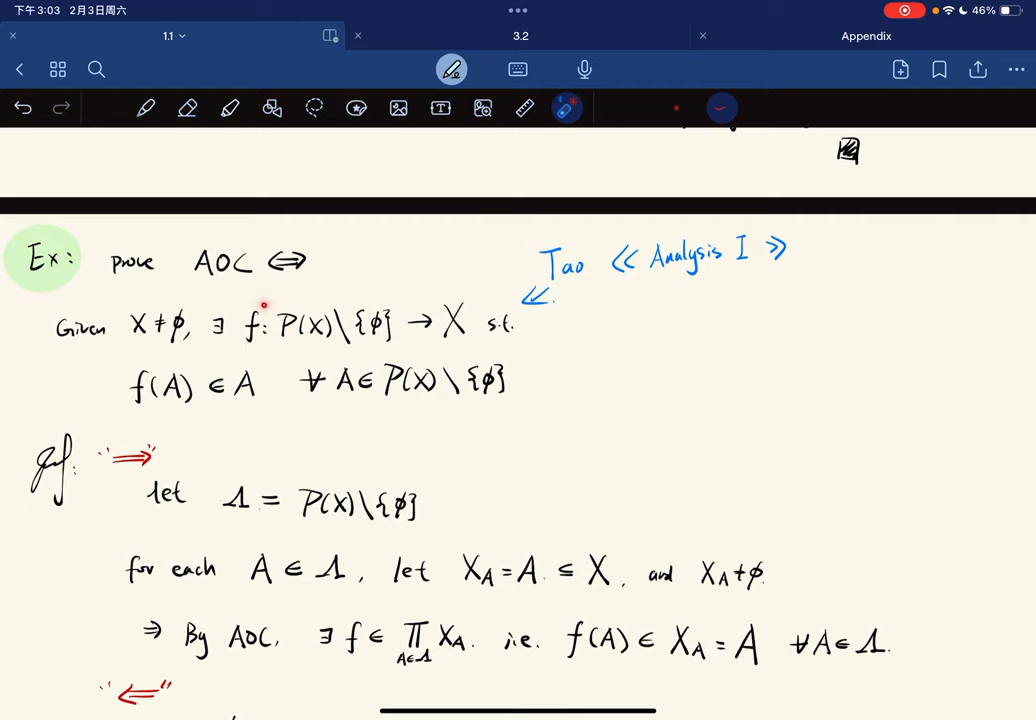 下午3:03 2月3日周六
46%
1.1
3.2
Appendix
Ex: prove AOC ⟺
Tao << Analysis I >>
Given X≠φ, ∃ f: P(X)\{φ} → X s.t.
f(A) ∈ A ∀ A∈ P(X)\{φ}
pf: "⟹"
let Λ = P(X)\{φ}
for each A ∈ Λ, let X_A = A ⊆ X, and X_A≠φ.
⇒ By AOC, ∃ f ∈ ∏_{A∈Λ} X_A. i.e. f(A) ∈ X_A = A ∀A∈Λ.
"⟸"